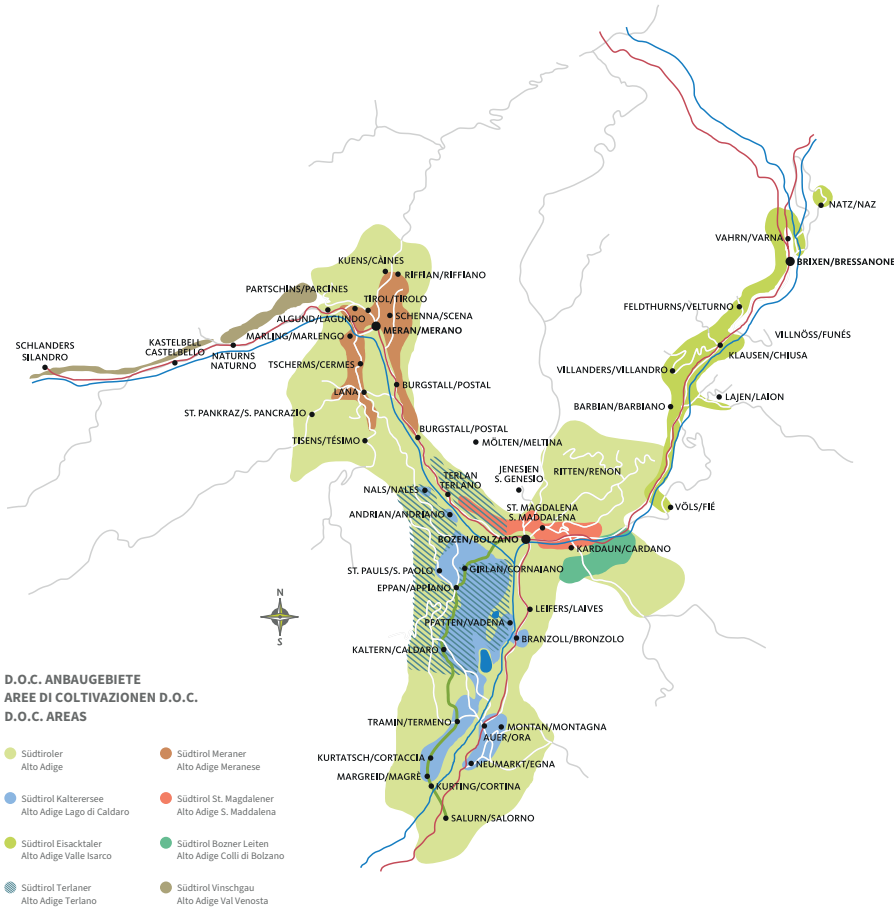 NATZ/NAZ
VAHRN/VARNA
BRIXEN/BRESSANONE
KUENS/CÀINES
RIFFIAN/RIFFIANO
PARTSCHINS/PARCINES
TIROL/TÌROLO
FELDTHURNS/VELTURNO
ALGUND/LAGUNDO
SCHENNA/SCENA
MERAN/MERANO
VILLNÖSS/FUNÉS
MARLING/MARLENGO
SCHLANDERS
SILANDRO
KASTELBELL
CASTELBELLO
NATURNS
NATURNO
KLAUSEN/CHIUSA
TSCHERMS/CERMES
VILLANDERS/VILLANDRO
LANA
BURGSTALL/POSTAL
LAJEN/LAION
BARBIAN/BARBIANO
ST. PANKRAZ/S. PANCRAZIO
BURGSTALL/POSTAL
TISENS/TÉSIMO
MÖLTEN/MELTINA
JENESIEN
S. GENESIO
RITTEN/RENON
TERLAN
TERLANO
NALS/NALES
ST. MAGDALENA
S. MADDALENA
VÖLS/FIÉ
ANDRIAN/ANDRIANO
BOZEN/BOLZANO
KARDAUN/CARDANO
ST. PAULS/S. PAOLO
GIRLAN/CORNAIANO
EPPAN/APPIANO
LEIFERS/LAIVES
PFATTEN/VADENA
BRANZOLL/BRONZOLO
KALTERN/CALDARO
N
S
D.O.C. ANBAUGEBIETE
AREE DI COLTIVAZIONEN D.O.C.
D.O.C. AREAS
TRAMIN/TERMENO
MONTAN/MONTAGNA
AUER/ORA
KURTATSCH/CORTACCIA
NEUMARKT/EGNA
MARGREID/MAGRÈ
KURTING/CORTINA
SALURN/SALORNO
Südtiroler
Alto Adige
Südtirol Meraner
Alto Adige Meranese
Südtirol Kalterersee
Alto Adige Lago di Caldaro
Südtirol St. Magdalener
Alto Adige S. Maddalena
Südtirol Eisacktaler
Alto Adige Valle Isarco
Südtirol Bozner Leiten
Alto Adige Colli di Bolzano
Südtirol Terlaner
Alto Adige Terlano
Südtirol Vinschgau
Alto Adige Val Venosta